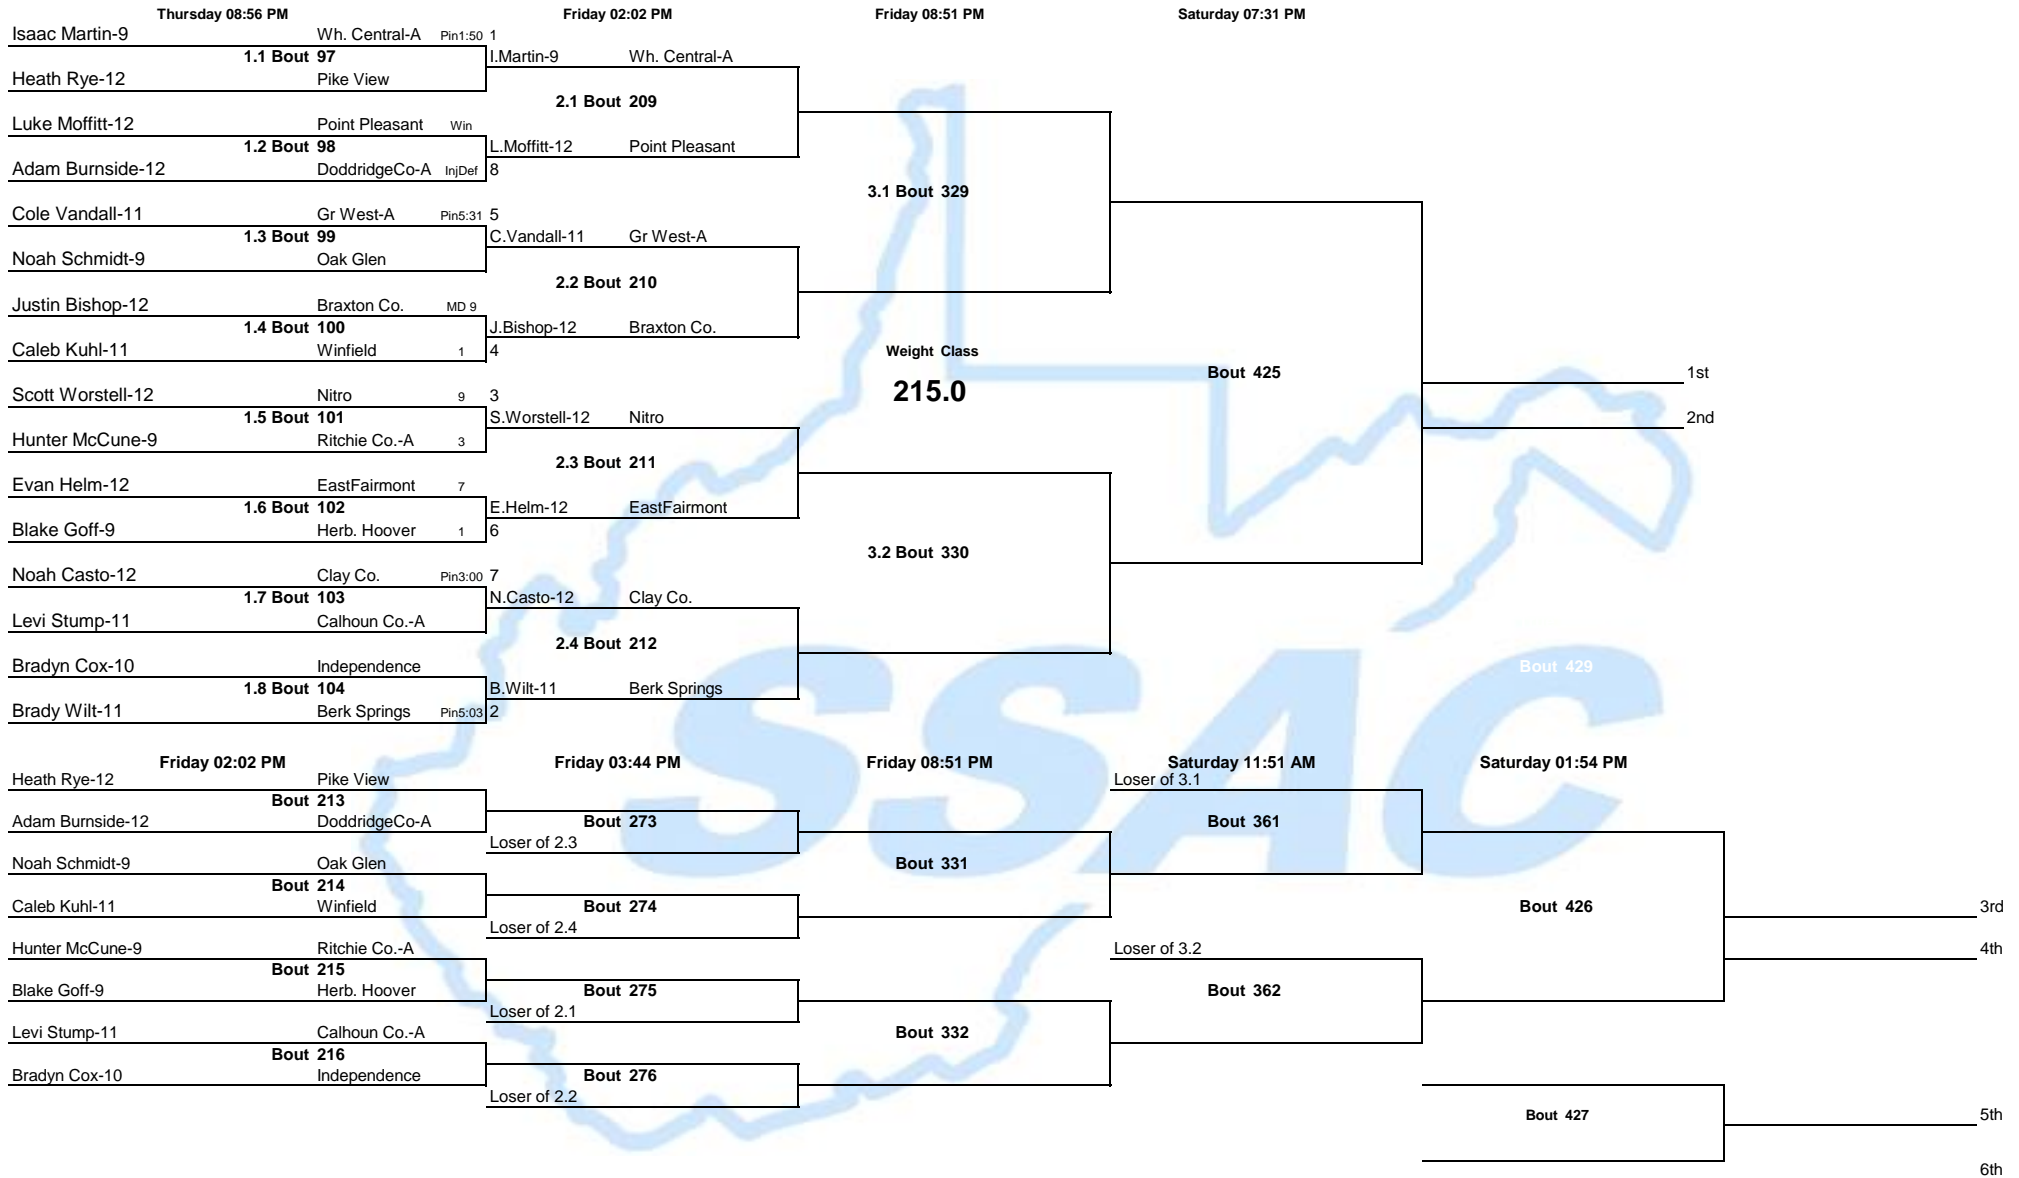 Thursday 08:56 PM Friday 02:02 PM Friday 08:51 PM Saturday 07:31 PM
Isaac Martin-9 Wh. Central-A Pin1:50 1
1.1 Bout 97 I.Martin-9 Wh. Central-A
Heath Rye-12 Pike View
2.1 Bout 209
Luke Moffitt-12 Point Pleasant Win
1.2 Bout 98 L.Moffitt-12 Point Pleasant
Adam Burnside-12 DoddridgeCo-A InjDef 8
3.1 Bout 329
Cole Vandall-11 Gr West-A Pin5:31 5
1.3 Bout 99 C.Vandall-11 Gr West-A
Noah Schmidt-9 Oak Glen
2.2 Bout 210
Justin Bishop-12 Braxton Co. MD 9
1.4 Bout 100 J.Bishop-12 Braxton Co.
Caleb Kuhl-11 Winfield 1 4 Weight Class
Bout 425 1st
Scott Worstell-12 Nitro 9 3 215.0
1.5 Bout 101 S.Worstell-12 Nitro 2nd
Hunter McCune-9 Ritchie Co.-A 3
2.3 Bout 211
Evan Helm-12 EastFairmont 7
1.6 Bout 102 E.Helm-12 EastFairmont
Blake Goff-9 Herb. Hoover 1 6
3.2 Bout 330
Noah Casto-12 Clay Co. Pin3:00 7
1.7 Bout 103 N.Casto-12 Clay Co.
Levi Stump-11 Calhoun Co.-A
2.4 Bout 212
Bradyn Cox-10 Independence Bout 429
1.8 Bout 104 B.Wilt-11 Berk Springs
Brady Wilt-11 Berk Springs Pin5:03 2
SSAC
Friday 02:02 PM Friday 03:44 PM Friday 08:51 PM Saturday 11:51 AM Saturday 01:54 PM
Heath Rye-12 Pike View Loser of 3.1
Bout 213
Adam Burnside-12 DoddridgeCo-A Bout 273 Bout 361
Loser of 2.3
Noah Schmidt-9 Oak Glen Bout 331
Bout 214
Caleb Kuhl-11 Winfield Bout 274 Bout 426 3rd
Loser of 2.4
Hunter McCune-9 Ritchie Co.-A Loser of 3.2 4th
Bout 215
Blake Goff-9 Herb. Hoover Bout 275 Bout 362
Loser of 2.1
Levi Stump-11 Calhoun Co.-A Bout 332
Bout 216
Bradyn Cox-10 Independence Bout 276
Loser of 2.2
Bout 427 5th
6th